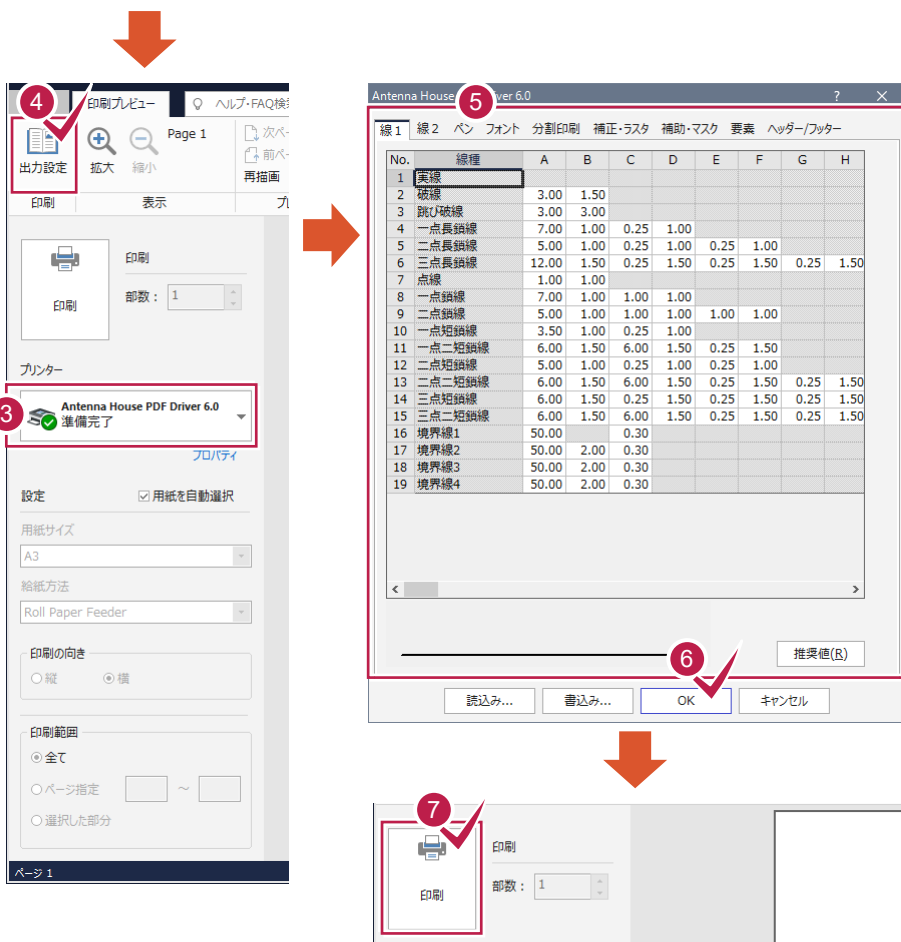 4
印刷プレビュー
ヘルプ・FAQ検
出力設定
拡大
縮小
Page 1
次ペ
前ペ
再描画
印刷
表示
プ
印刷
印刷
部数： 1
プリンター
3
Antenna House PDF Driver 6.0
準備完了
プロパティ
設定
用紙を自動選択
用紙サイズ
A3
給紙方法
Roll Paper Feeder
印刷の向き
縦 横
印刷範囲
全て
ページ指定 ～
選択した部分
ページ 1
Antenna House ver 6.0 ? ×
5
線1 線2 ペン フォント 分割印刷 補正・ラスタ 補助・マスク 要素 ヘッダー/フッター
No. 線種 A B C D E F G H
1 実線
2 破線 3.00 1.50
3 跳び破線 3.00 3.00
4 一点長鎖線 7.00 1.00 0.25 1.00
5 二点長鎖線 5.00 1.00 0.25 1.00 0.25 1.00
6 三点長鎖線 12.00 1.50 0.25 1.50 0.25 1.50 0.25 1.50
7 点線 1.00 1.00
8 一点鎖線 7.00 1.00 1.00 1.00
9 二点鎖線 5.00 1.00 1.00 1.00 1.00 1.00
10 一点短鎖線 3.50 1.00 0.25 1.00
11 一点二短鎖線 6.00 1.50 6.00 1.50 0.25 1.50
12 二点短鎖線 5.00 1.00 0.25 1.00 0.25 1.00
13 二点二短鎖線 6.00 1.50 6.00 1.50 0.25 1.50 0.25 1.50
14 三点短鎖線 6.00 1.50 0.25 1.50 0.25 1.50 0.25 1.50
15 三点二短鎖線 6.00 1.50 6.00 1.50 0.25 1.50 0.25 1.50
16 境界線1 50.00 0.30
17 境界線2 50.00 2.00 0.30
18 境界線3 50.00 2.00 0.30
19 境界線4 50.00 2.00 0.30
6
推奨値(R)
読込み... 書込み... OK キャンセル
7
印刷
印刷
部数： 1